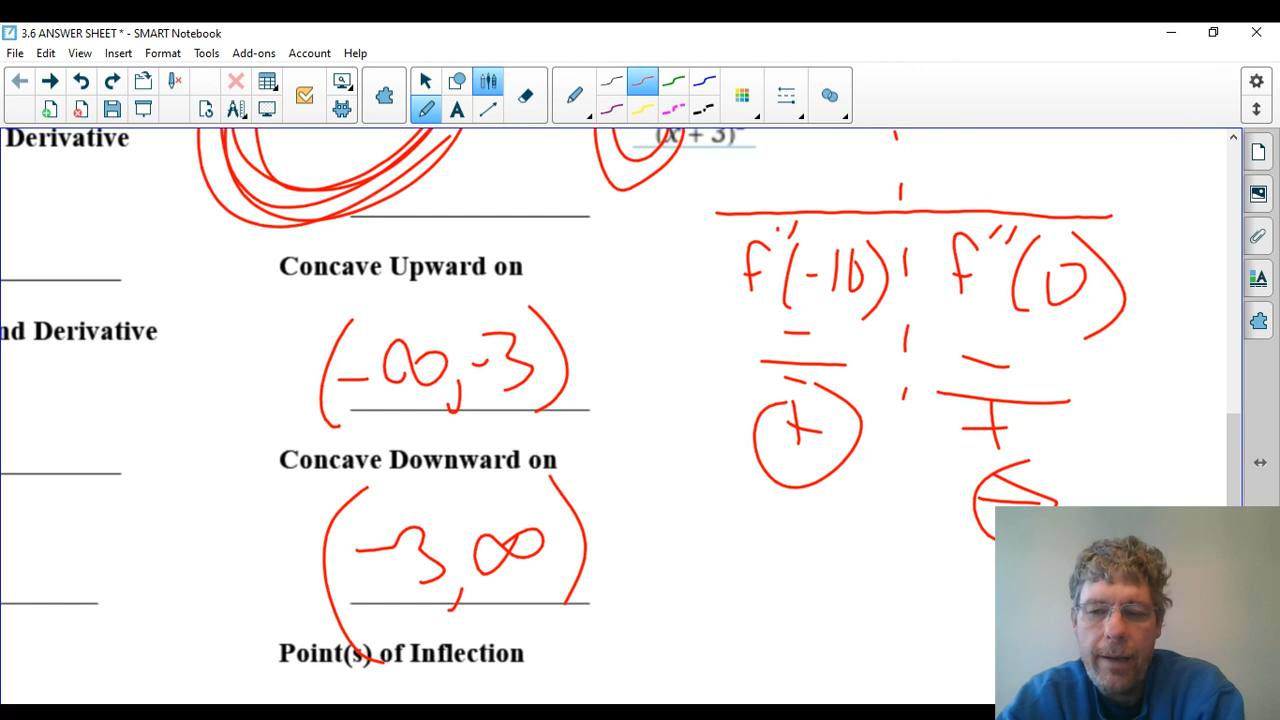 3.6 ANSWER SHEET * - SMART Notebook
File Edit View Insert Format Tools Add-ons Account Help
Derivative
(x + 3)
f''(-10) f''(0)
Concave Upward on
nd Derivative
(-∞, -3)
- -
- +
+ -
Concave Downward on
(-3, ∞)
Point(s) of Inflection